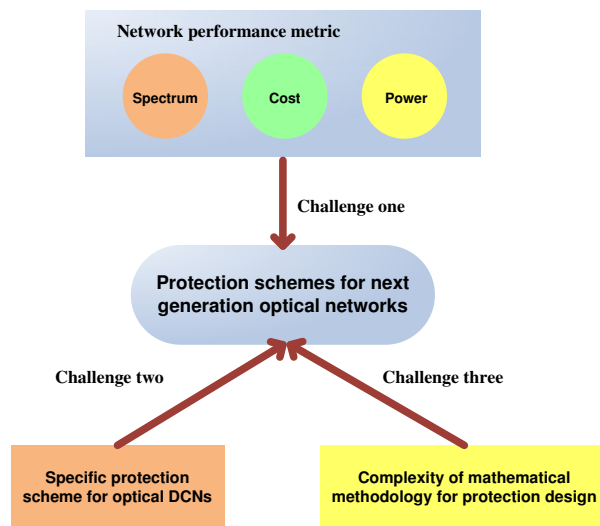 Network performance metric
Spectrum
Cost
Power
Challenge one
Protection schemes for next
generation optical networks
Challenge two
Challenge three
Specific protection
scheme for optical DCNs
Complexity of mathematical
methodology for protection design